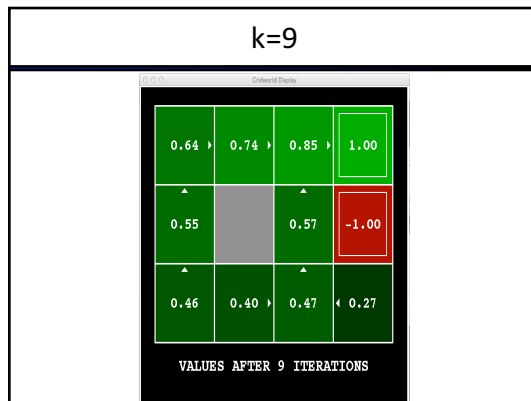 k=9
Gridworld Display
0.64 0.74 0.85 1.00
0.55 0.57 -1.00
0.46 0.40 0.47 0.27
VALUES AFTER 9 ITERATIONS